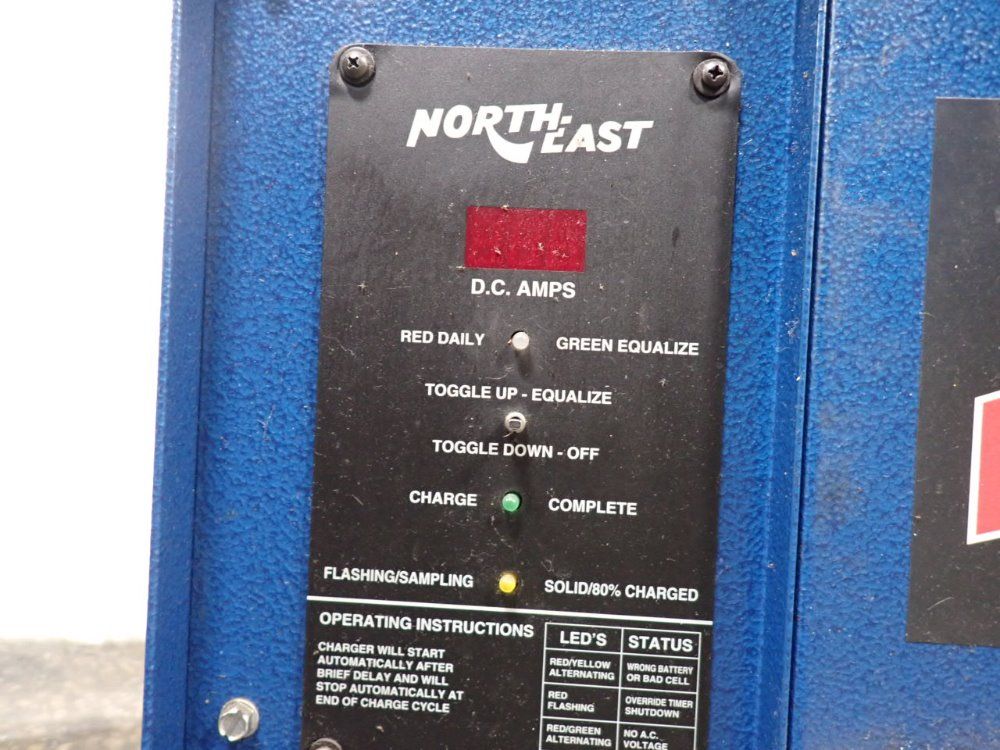 NORTH-EAST
D.C. AMPS
RED DAILY GREEN EQUALIZE
TOGGLE UP - EQUALIZE
TOGGLE DOWN - OFF
CHARGE COMPLETE
FLASHING/SAMPLING SOLID/80% CHARGED
OPERATING INSTRUCTIONS
CHARGER WILL START
AUTOMATICALLY AFTER
BRIEF DELAY AND WILL
STOP AUTOMATICALLY AT
END OF CHARGE CYCLE
LED'S STATUS
RED/YELLOW
ALTERNATING
WRONG BATTERY
OR BAD CELL
RED
FLASHING
OVERRIDE TIMER
SHUTDOWN
RED/GREEN
ALTERNATING
NO A.C.
VOLTAGE